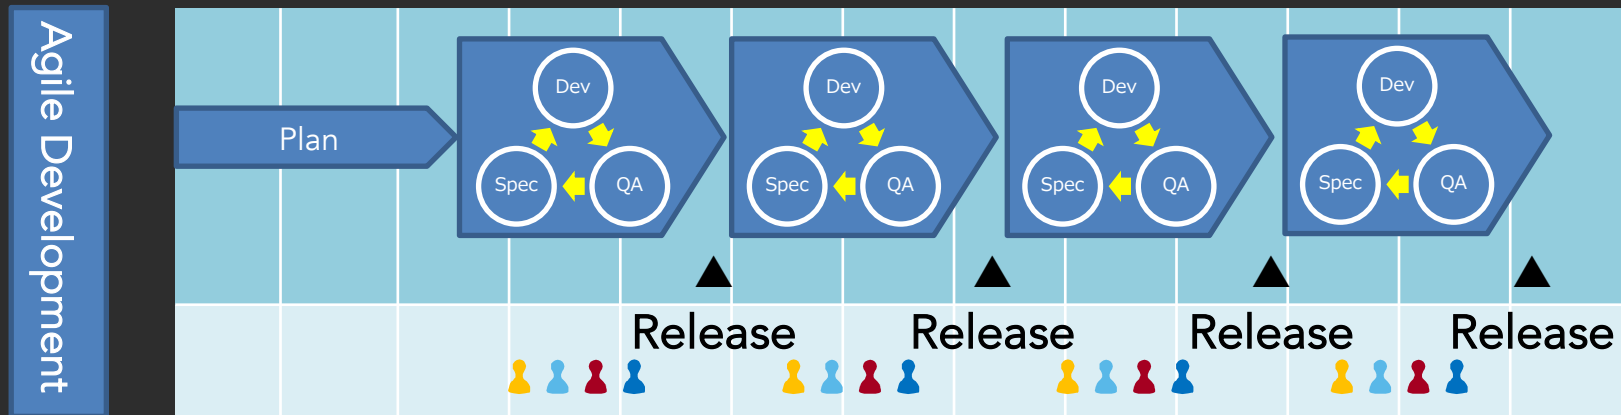 Agile Development
Plan
Dev
Spec
QA
Dev
Spec
QA
Dev
Spec
QA
Dev
Spec
QA
Release
Release
Release
Release